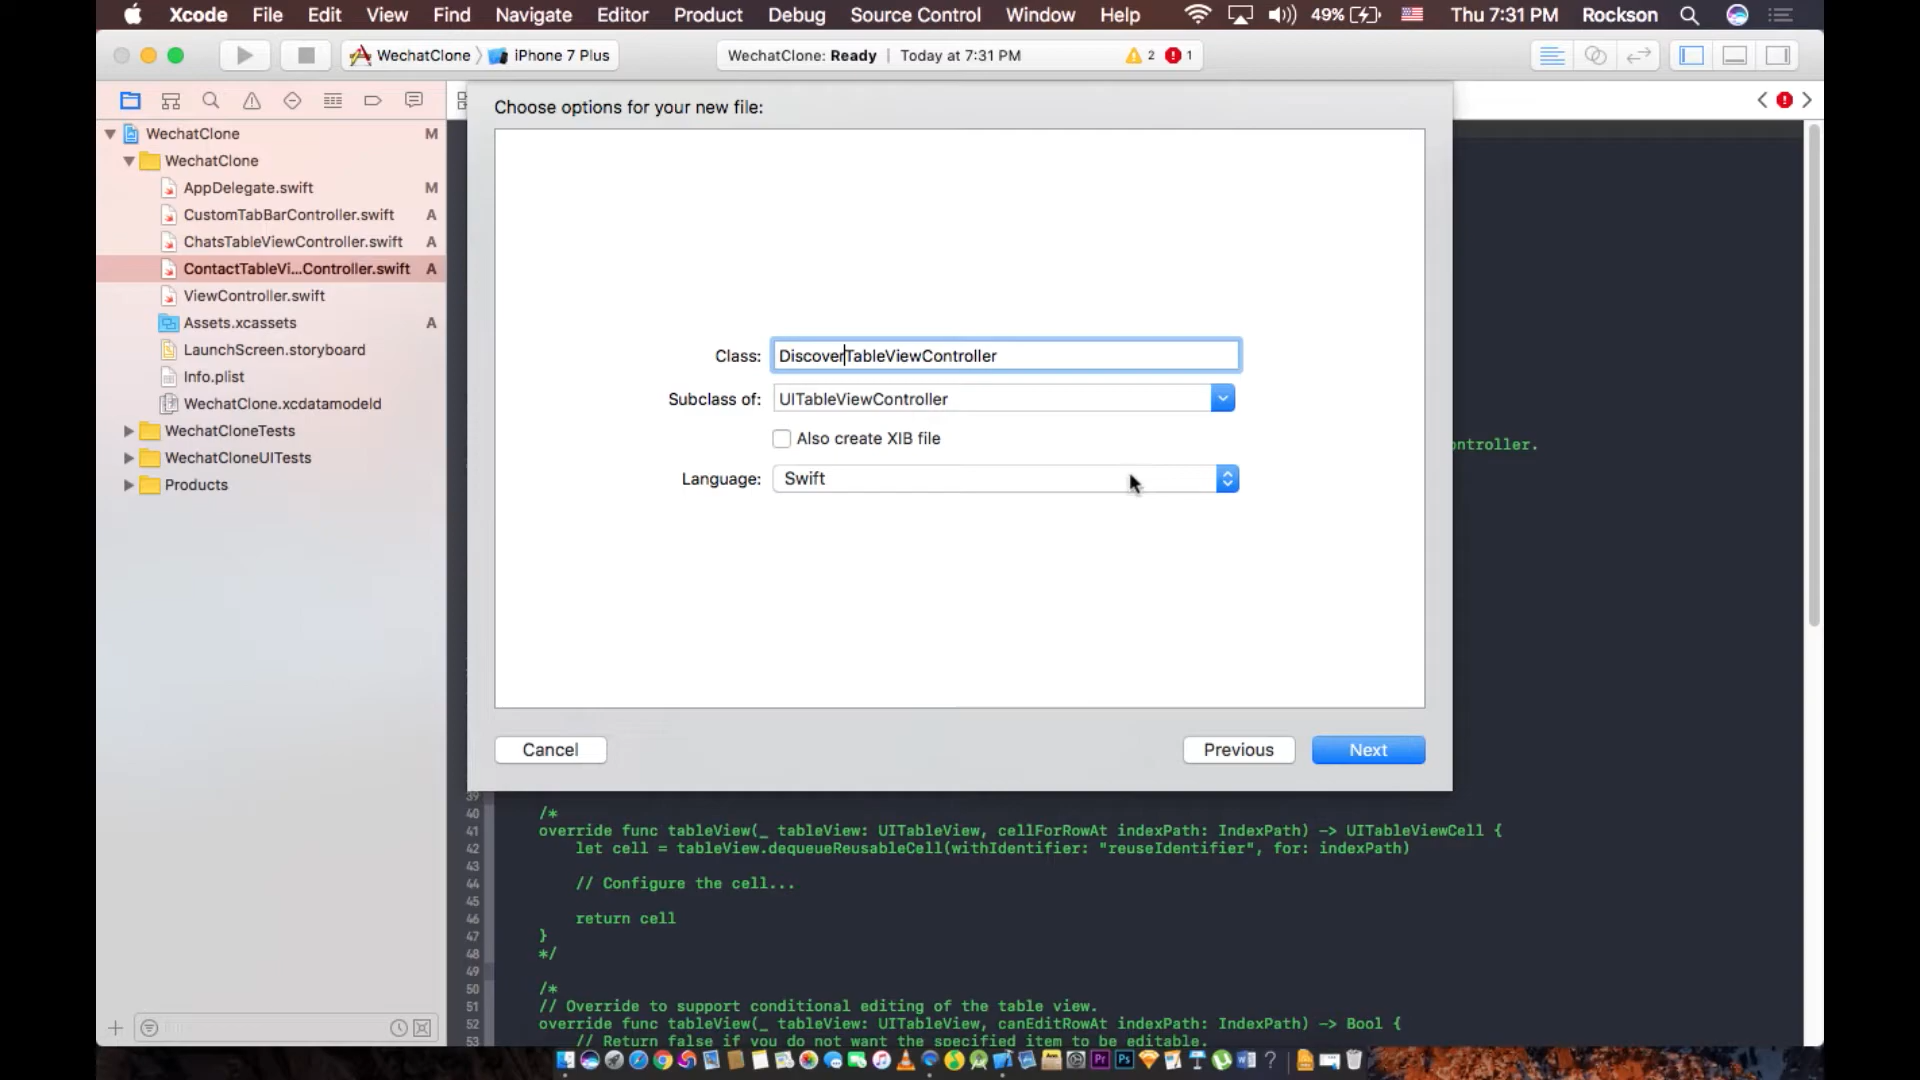 Xcode File Edit View Find Navigate Editor Product Debug Source Control Window Help 49% Thu 7:31 PM Rockson
WechatClone iPhone 7 Plus WechatClone: Ready | Today at 7:31 PM 2 1
Choose options for your new file:
WechatClone M
WechatClone
AppDelegate.swift M
CustomTabBarController.swift A
ChatsTableViewController.swift A
ContactTableVi...Controller.swift A
ViewController.swift
Assets.xcassets A
LaunchScreen.storyboard
Info.plist
WechatClone.xcdatamodeld
WechatCloneTests
WechatCloneUITests
Products
Class: DiscoverTableViewController
Subclass of: UITableViewController
Also create XIB file
Language: Swift
ontroller.
Cancel Previous Next
39
40 /*
41 override func tableView(_ tableView: UITableView, cellForRowAt indexPath: IndexPath) -> UITableViewCell {
42 let cell = tableView.dequeueReusableCell(withIdentifier: "reuseIdentifier", for: indexPath)
43
44 // Configure the cell...
45
46 return cell
47 }
48 */
49
50 /*
51 // Override to support conditional editing of the table view.
52 override func tableView(_ tableView: UITableView, canEditRowAt indexPath: IndexPath) -> Bool {
53 // Return false if you do not want the specified item to be editable.
Pr Ps